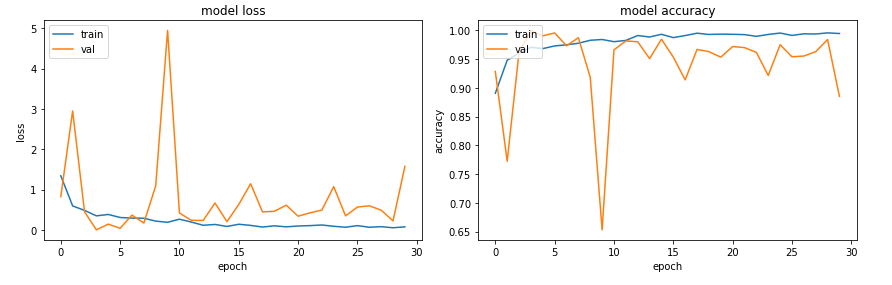 model loss
train
val
5
4
3
2
1
0
loss
0 5 10 15 20 25 30
epoch
model accuracy
train
val
1.00
0.95
0.90
0.85
0.80
0.75
0.70
0.65
accuracy
0 5 10 15 20 25 30
epoch